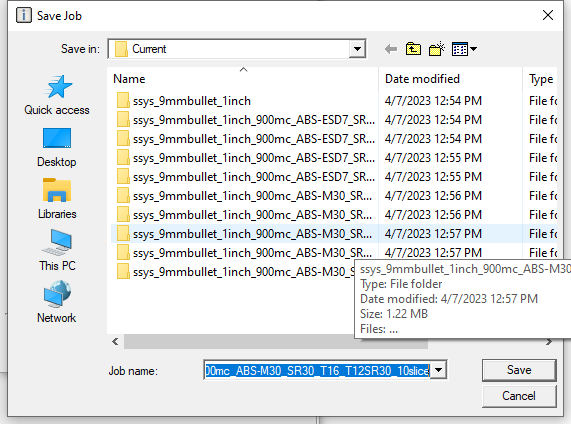 Save Job
Save in: Current
Name Date modified Type
ssys_9mmbullet_1inch 4/7/2023 12:54 PM File fo
ssys_9mmbullet_1inch_900mc_ABS-ESD7_SR... 4/7/2023 12:54 PM File fo
ssys_9mmbullet_1inch_900mc_ABS-ESD7_SR... 4/7/2023 12:54 PM File fo
ssys_9mmbullet_1inch_900mc_ABS-ESD7_SR... 4/7/2023 12:55 PM File fo
ssys_9mmbullet_1inch_900mc_ABS-ESD7_SR... 4/7/2023 12:55 PM File fo
ssys_9mmbullet_1inch_900mc_ABS-M30_SR... 4/7/2023 12:56 PM File fo
ssys_9mmbullet_1inch_900mc_ABS-M30_SR... 4/7/2023 12:56 PM File fo
ssys_9mmbullet_1inch_900mc_ABS-M30_SR... 4/7/2023 12:57 PM File fo
ssys_9mmbullet_1inch_900mc_ABS-M30_SR... 4/7/2023 12:57 PM File fo
ssys_9mmbullet_1inch_900mc_ABS-M30_S
Quick access
Desktop
Libraries
This PC
Network
ssys_9mmbullet_1inch_900mc_ABS-M30
Type: File folder
Date modified: 4/7/2023 12:57 PM
Size: 1.22 MB
Files: ...
Job name: 00mc_ABS-M30_SR30_T16_T12SR30_10slice
Save
Cancel